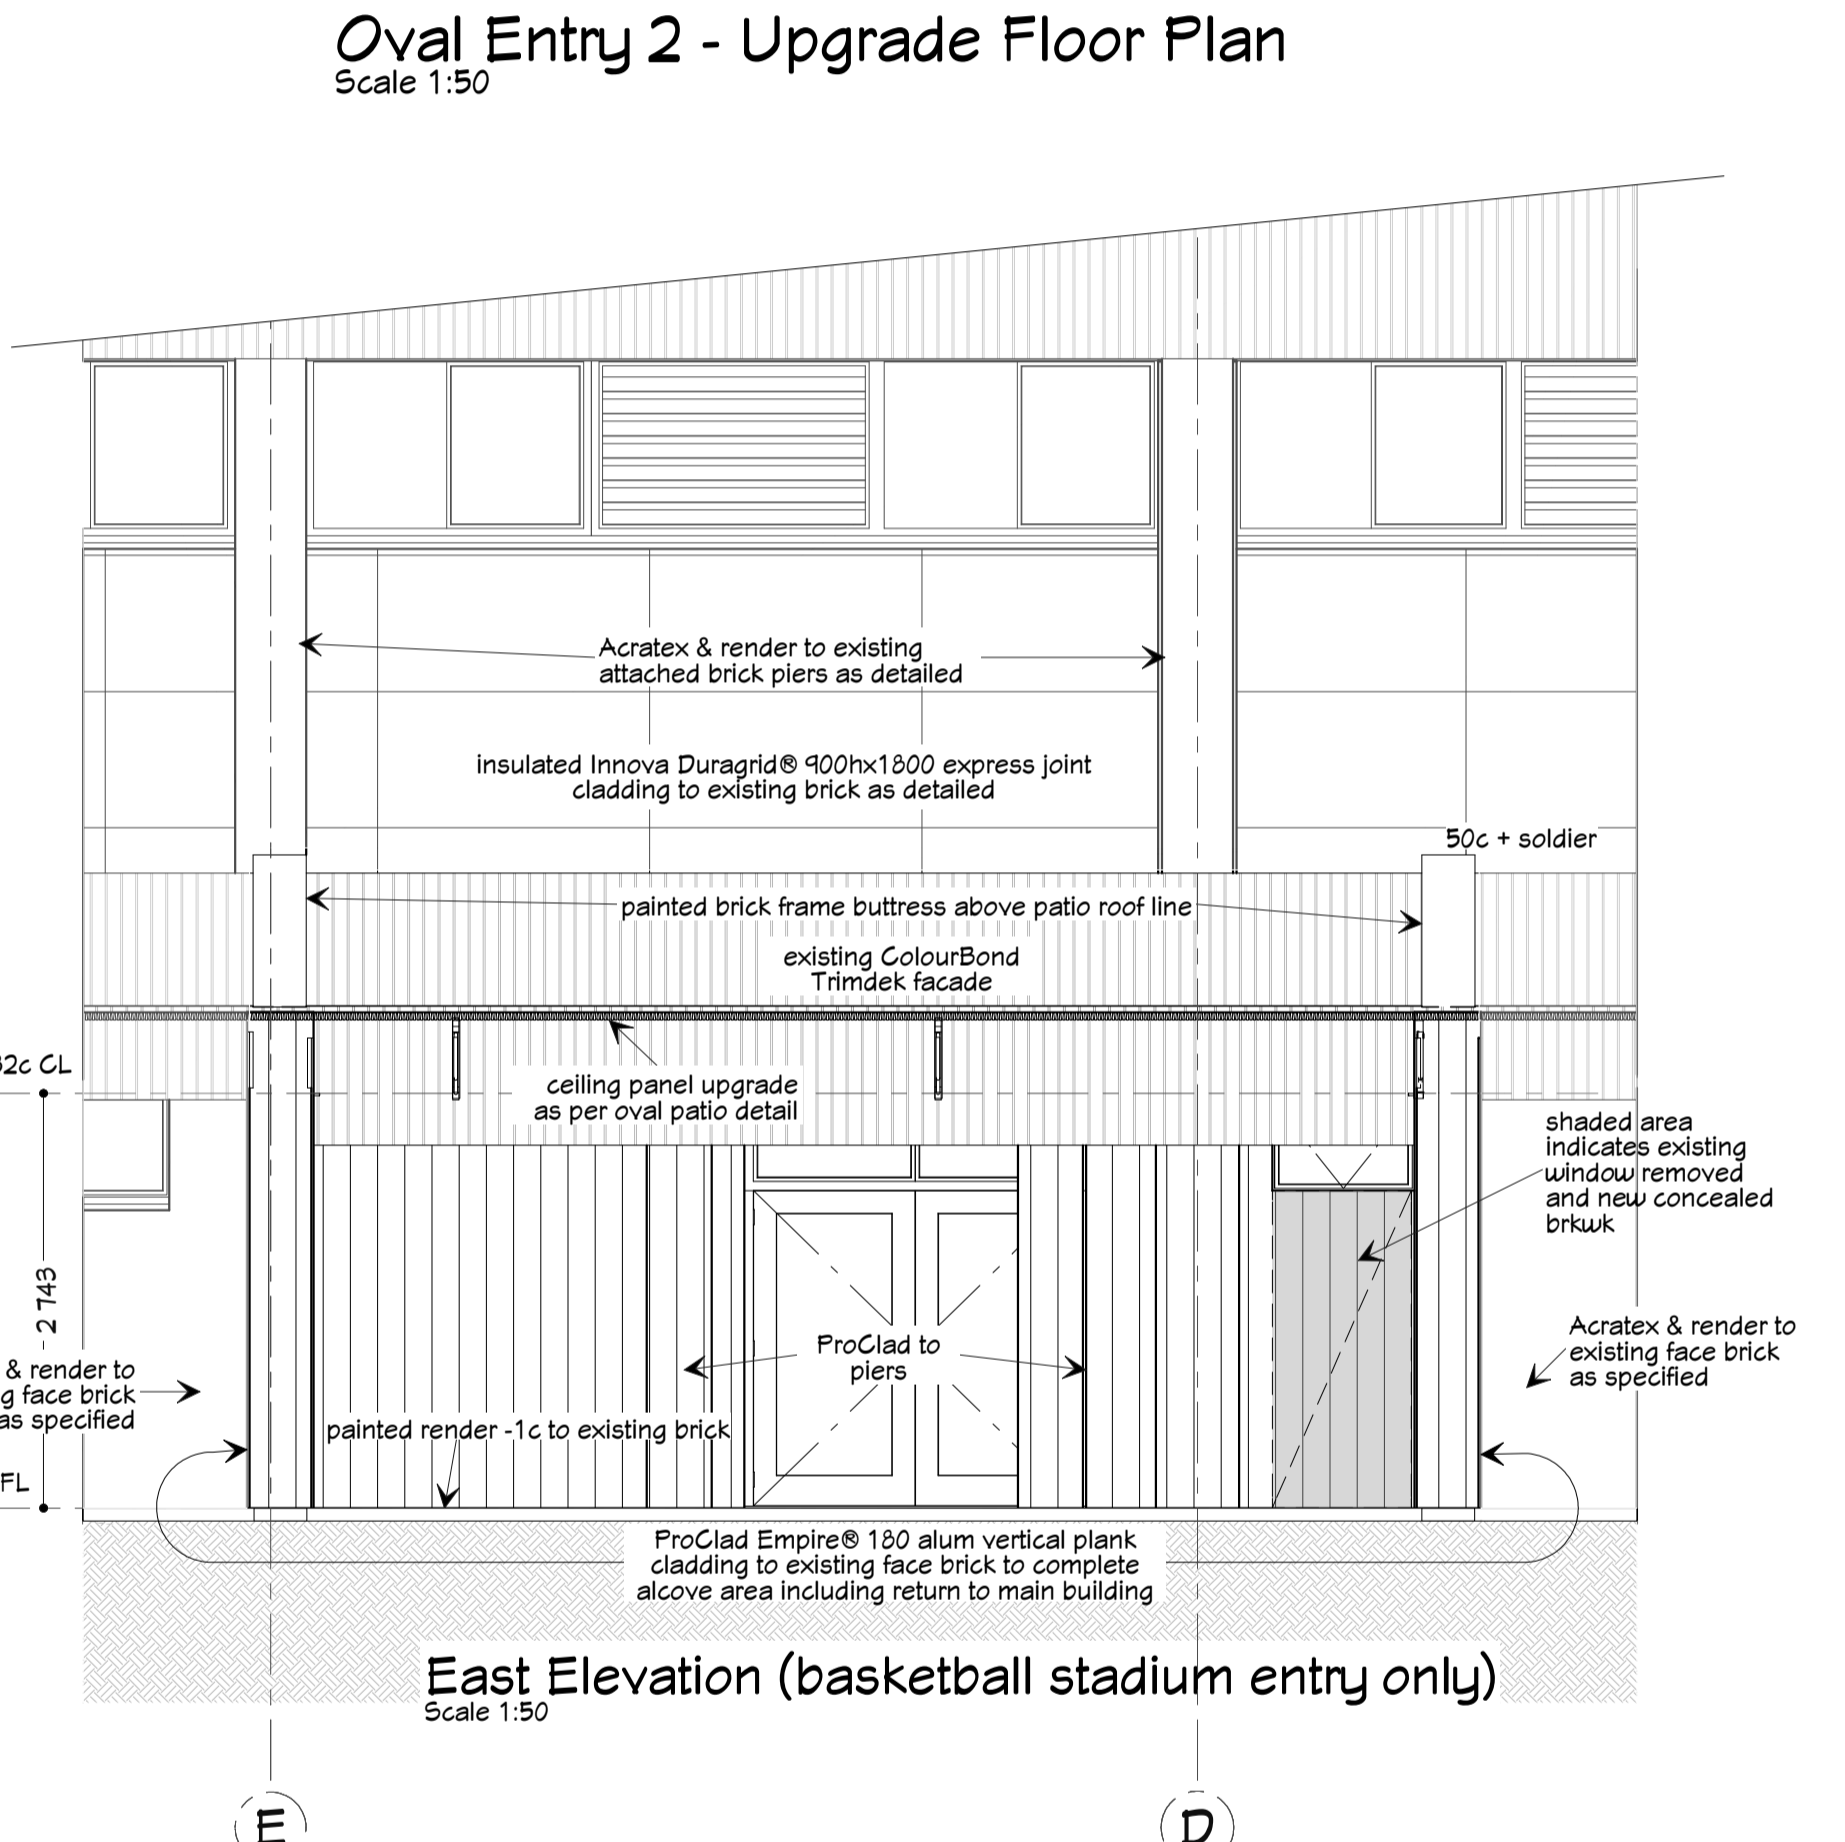 Oval Entry 2 - Upgrade Floor Plan
Scale 1:50
Acratex & render to existing
attached brick piers as detailed
insulated Innova Duragrid® 900hx1800 express joint
cladding to existing brick as detailed
50c + soldier
painted brick frame buttress above patio roof line
existing ColourBond
Trimdek facade
32c CL
ceiling panel upgrade
as per oval patio detail
shaded area
indicates existing
window removed
and new concealed
brkwk
2 743
ProClad to
piers
Acratex & render to
existing face brick
as specified
& render to
g face brick
as specified
painted render -1c to existing brick
FL
ProClad Empire® 180 alum vertical plank
cladding to existing face brick to complete
alcove area including return to main building
East Elevation (basketball stadium entry only)
Scale 1:50
E
D